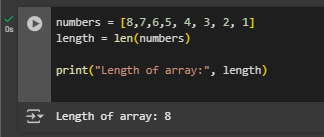 0s
numbers = [8,7,6,5, 4, 3, 2, 1]
length = len(numbers)
print("Length of array:", length)
Length of array: 8